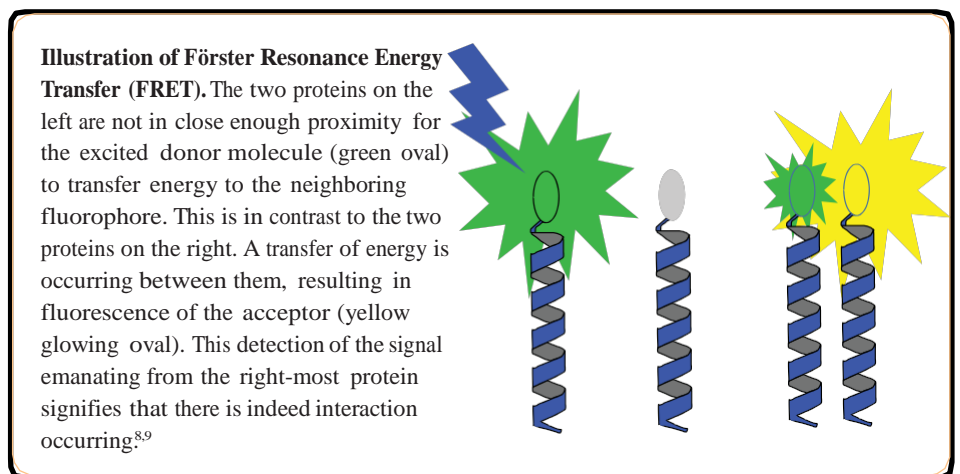 Illustration of Förster Resonance Energy
Transfer (FRET). The two proteins on the
left are not in close enough proximity for
the excited donor molecule (green oval)
to transfer energy to the neighboring
fluorophore. This is in contrast to the two
proteins on the right. A transfer of energy is
occurring between them, resulting in
fluorescence of the acceptor (yellow
glowing oval). This detection of the signal
emanating from the right-most protein
signifies that there is indeed interaction
occurring.8,9